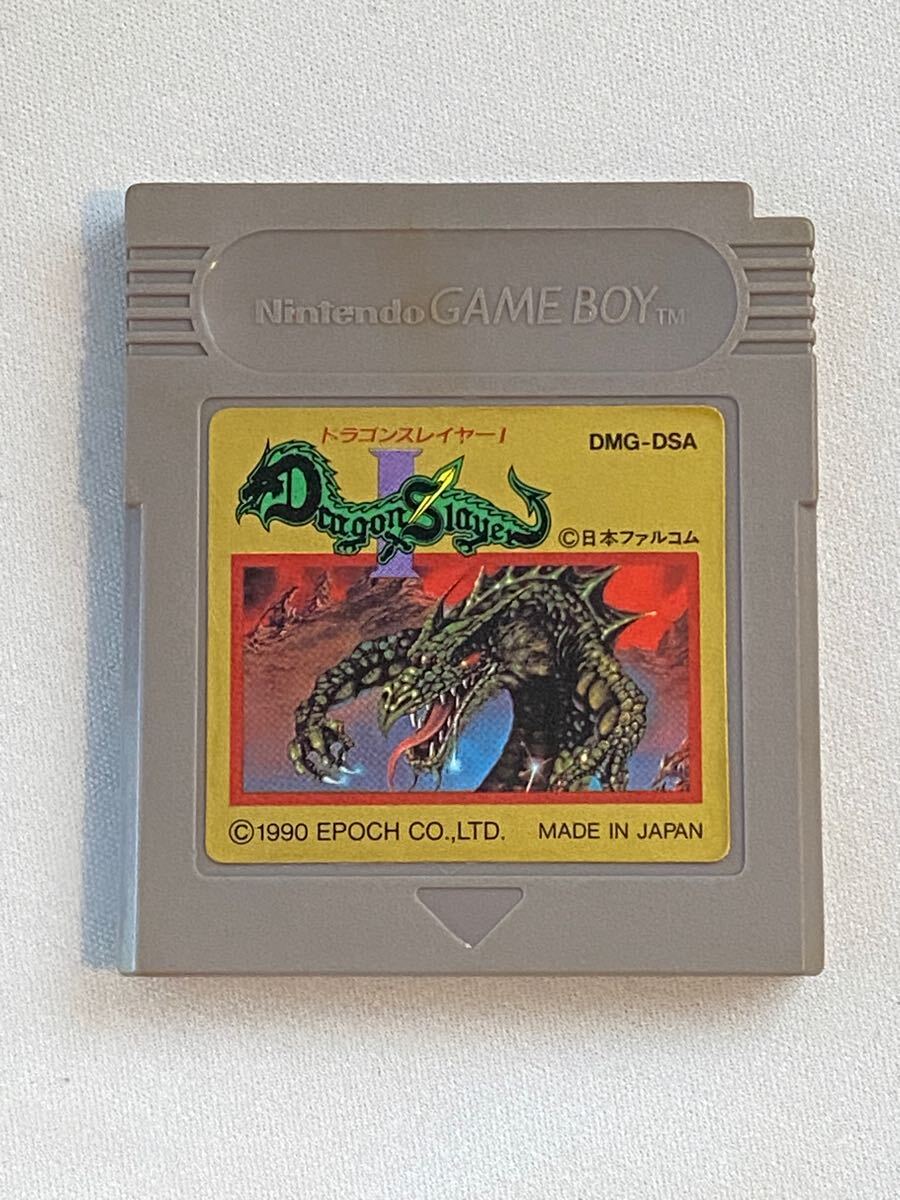 Nintendo GAME BOY TM
ドラゴンスレイヤーI
DMG-DSA
I
Dragon Slayer
©日本ファルコム
©1990 EPOCH CO.,LTD. MADE IN JAPAN